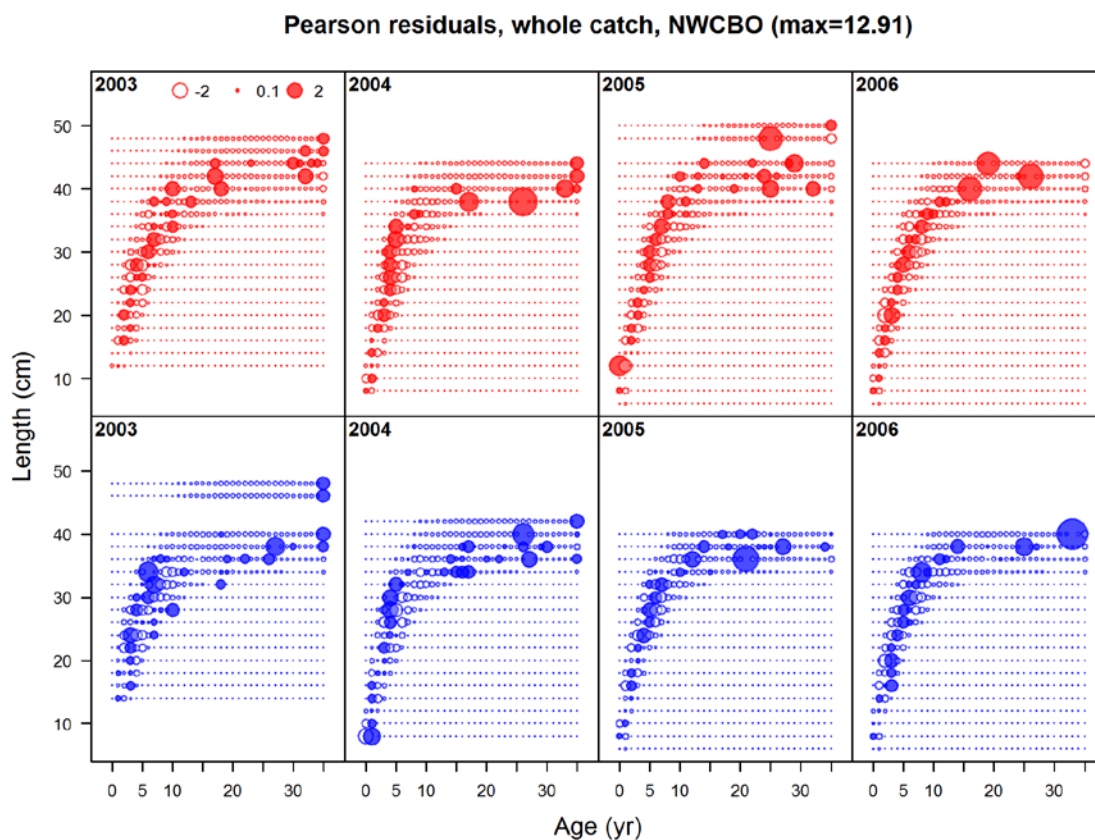 Pearson residuals, whole catch, NWCBO (max=12.91)
2003 -2 0.1 2 2004 2005 2006
50
40
30
20
10
2003 2004 2005 2006
50
40
30
20
10
Length (cm)
0 5 10 20 30 0 5 10 20 30 0 5 10 20 30 0 5 10 20 30
Age (yr)